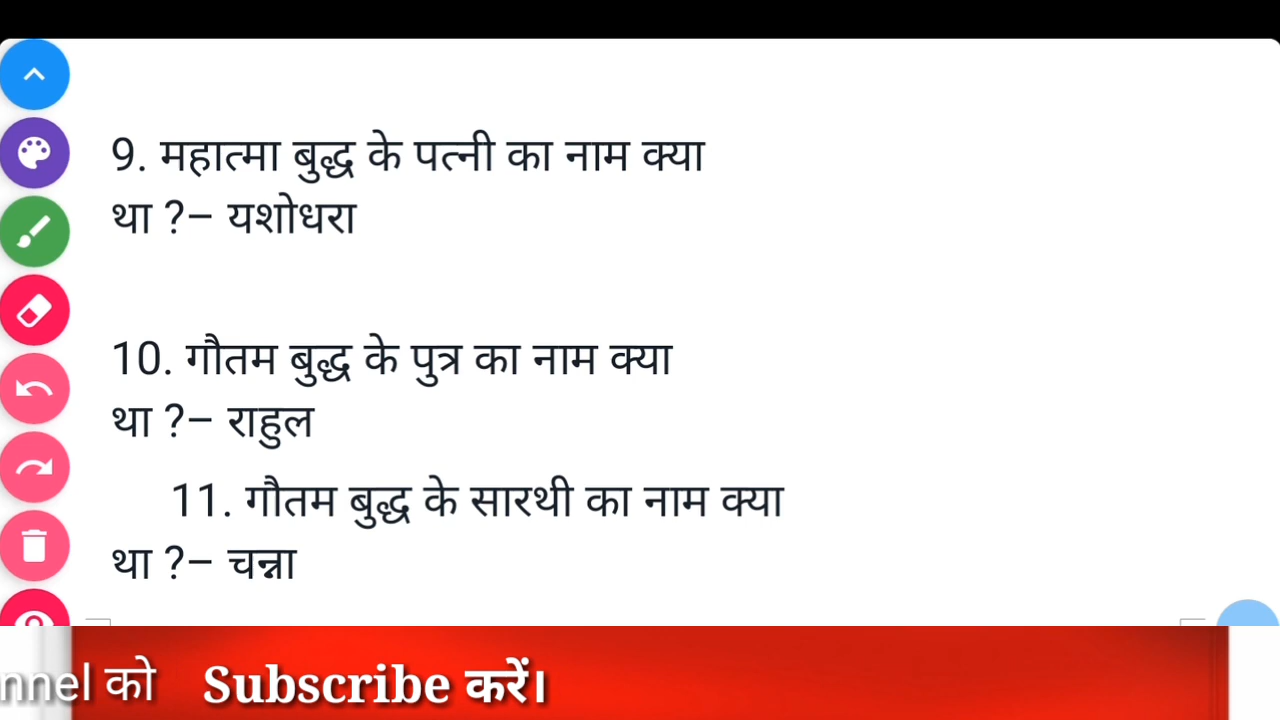 9. महात्मा बुद्ध के पत्नी का नाम क्या
था ?– यशोधरा
10. गौतम बुद्ध के पुत्र का नाम क्या
था ?– राहुल
11. गौतम बुद्ध के सारथी का नाम क्या
था ?– चन्ना
nnel को Subscribe करें।